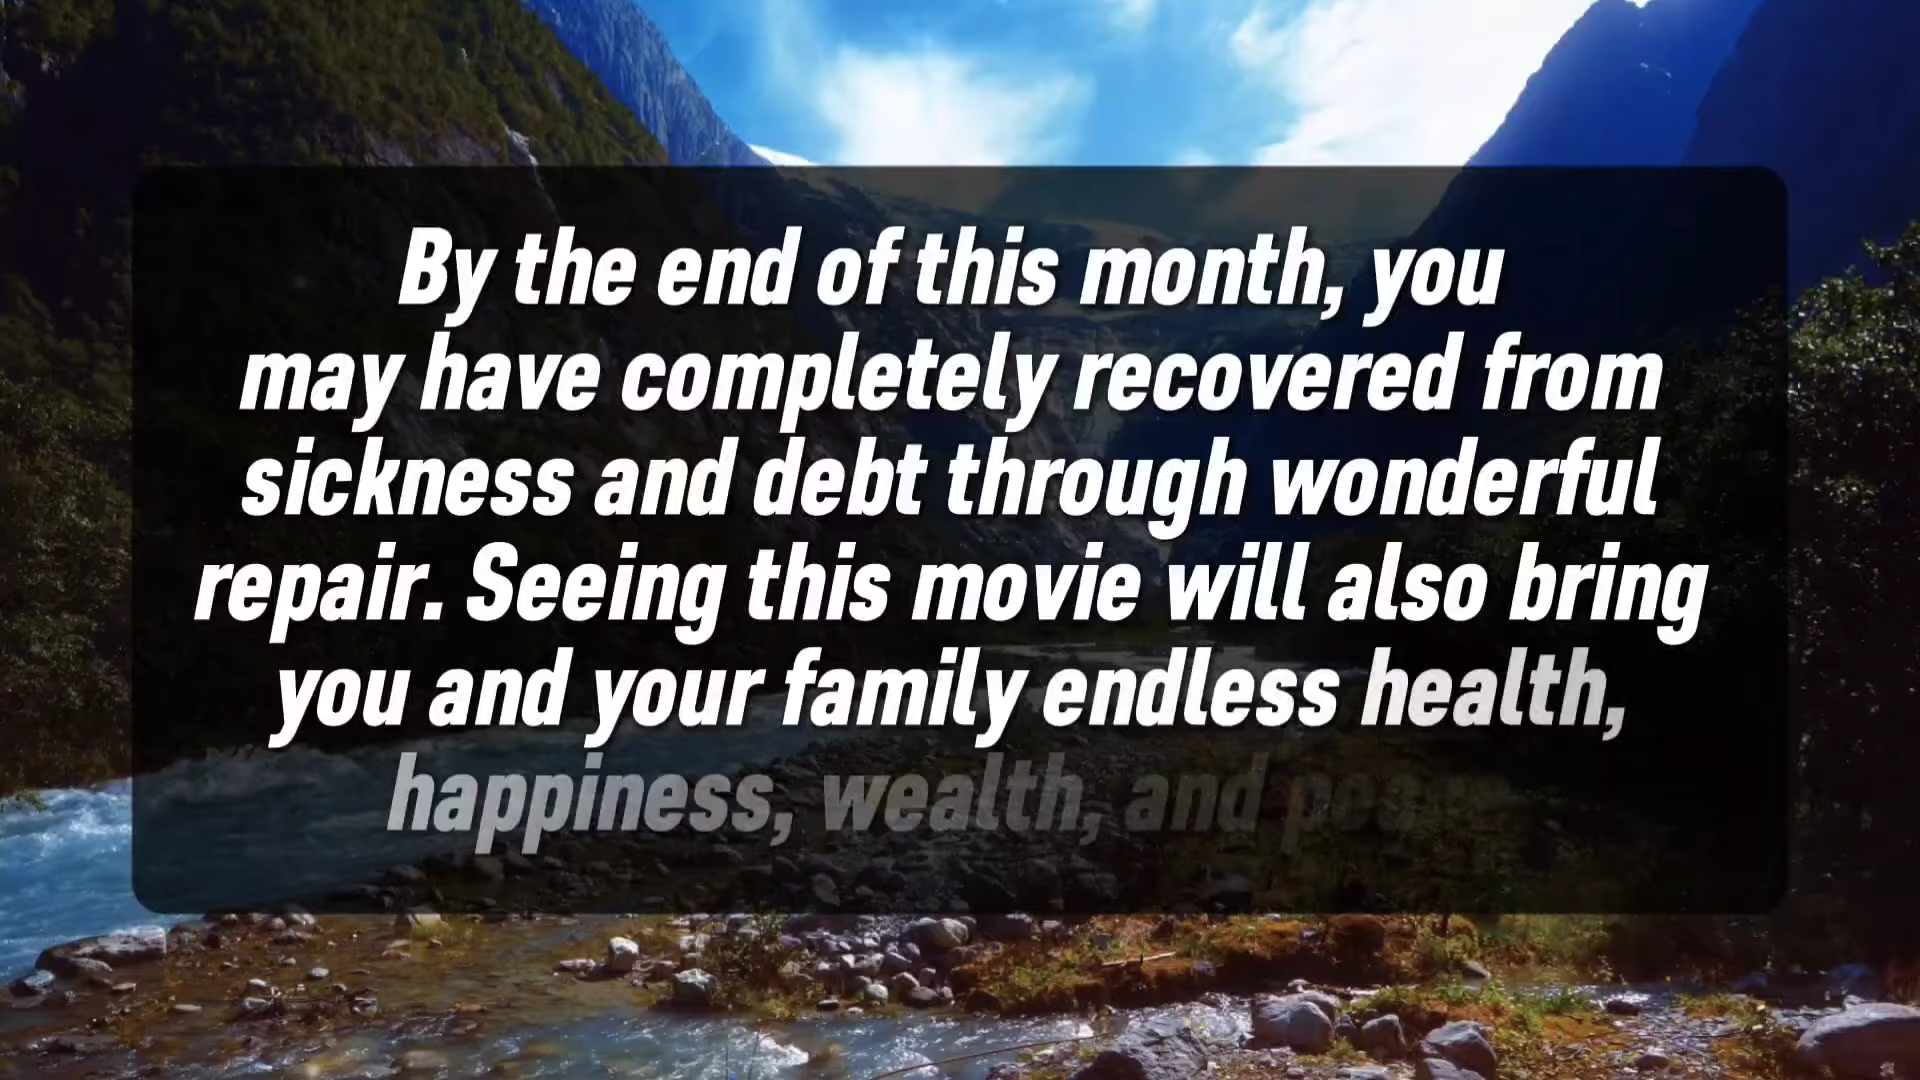 By the end of this month, you
may have completely recovered from
sickness and debt through wonderful
repair. Seeing this movie will also bring
you and your family endless health,
happiness, wealth, and